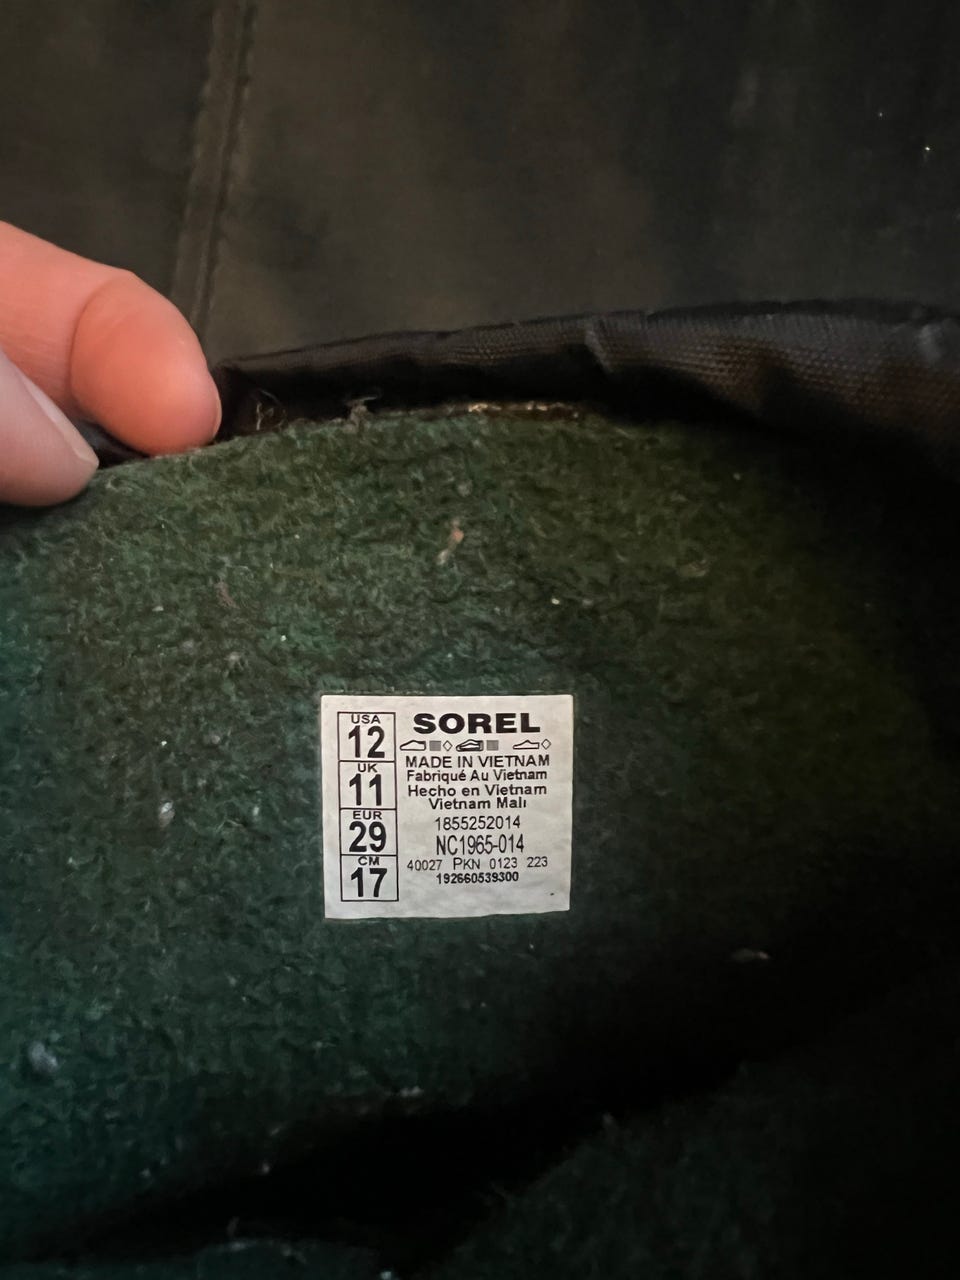 USA
12
UK
11
EUR
29
CM
17
SOREL
MADE IN VIETNAM
Fabriqué Au Vietnam
Hecho en Vietnam
Vietnam Malı
1855252014
NC1965-014
40027 PKN 0123 223
192660539300